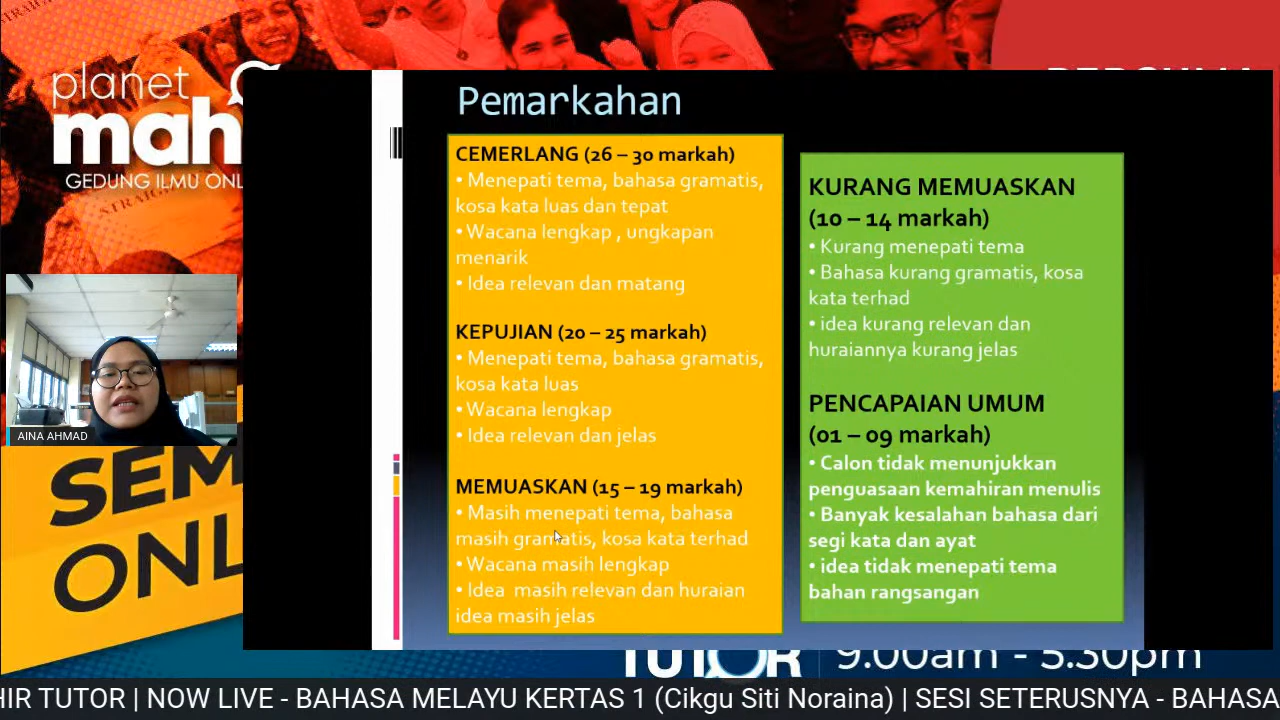 planet
mah
GEDUNG ILMU ONL
Pemarkahan
CEMERLANG (26 – 30 markah)
• Menepati tema, bahasa gramatis,
kosa kata luas dan tepat
• Wacana lengkap , ungkapan
menarik
• Idea relevan dan matang
KEPUJIAN (20 – 25 markah)
• Menepati tema, bahasa gramatis,
kosa kata luas
• Wacana lengkap
• Idea relevan dan jelas
MEMUASKAN (15 – 19 markah)
• Masih menepati tema, bahasa
masih gramatis, kosa kata terhad
• Wacana masih lengkap
• Idea masih relevan dan huraian
idea masih jelas
KURANG MEMUASKAN
(10 – 14 markah)
• Kurang menepati tema
• Bahasa kurang gramatis, kosa
kata terhad
• idea kurang relevan dan
huraiannya kurang jelas
PENCAPAIAN UMUM
(01 – 09 markah)
• Calon tidak menunjukkan
penguasaan kemahiran menulis
• Banyak kesalahan bahasa dari
segi kata dan ayat
• idea tidak menepati tema
bahan rangsangan
AINA AHMAD
SEM
ONL
TUTOR
9.00am - 5.30pm
HIR TUTOR | NOW LIVE - BAHASA MELAYU KERTAS 1 (Cikgu Siti Noraina) | SESI SETERUSNYA - BAHASA